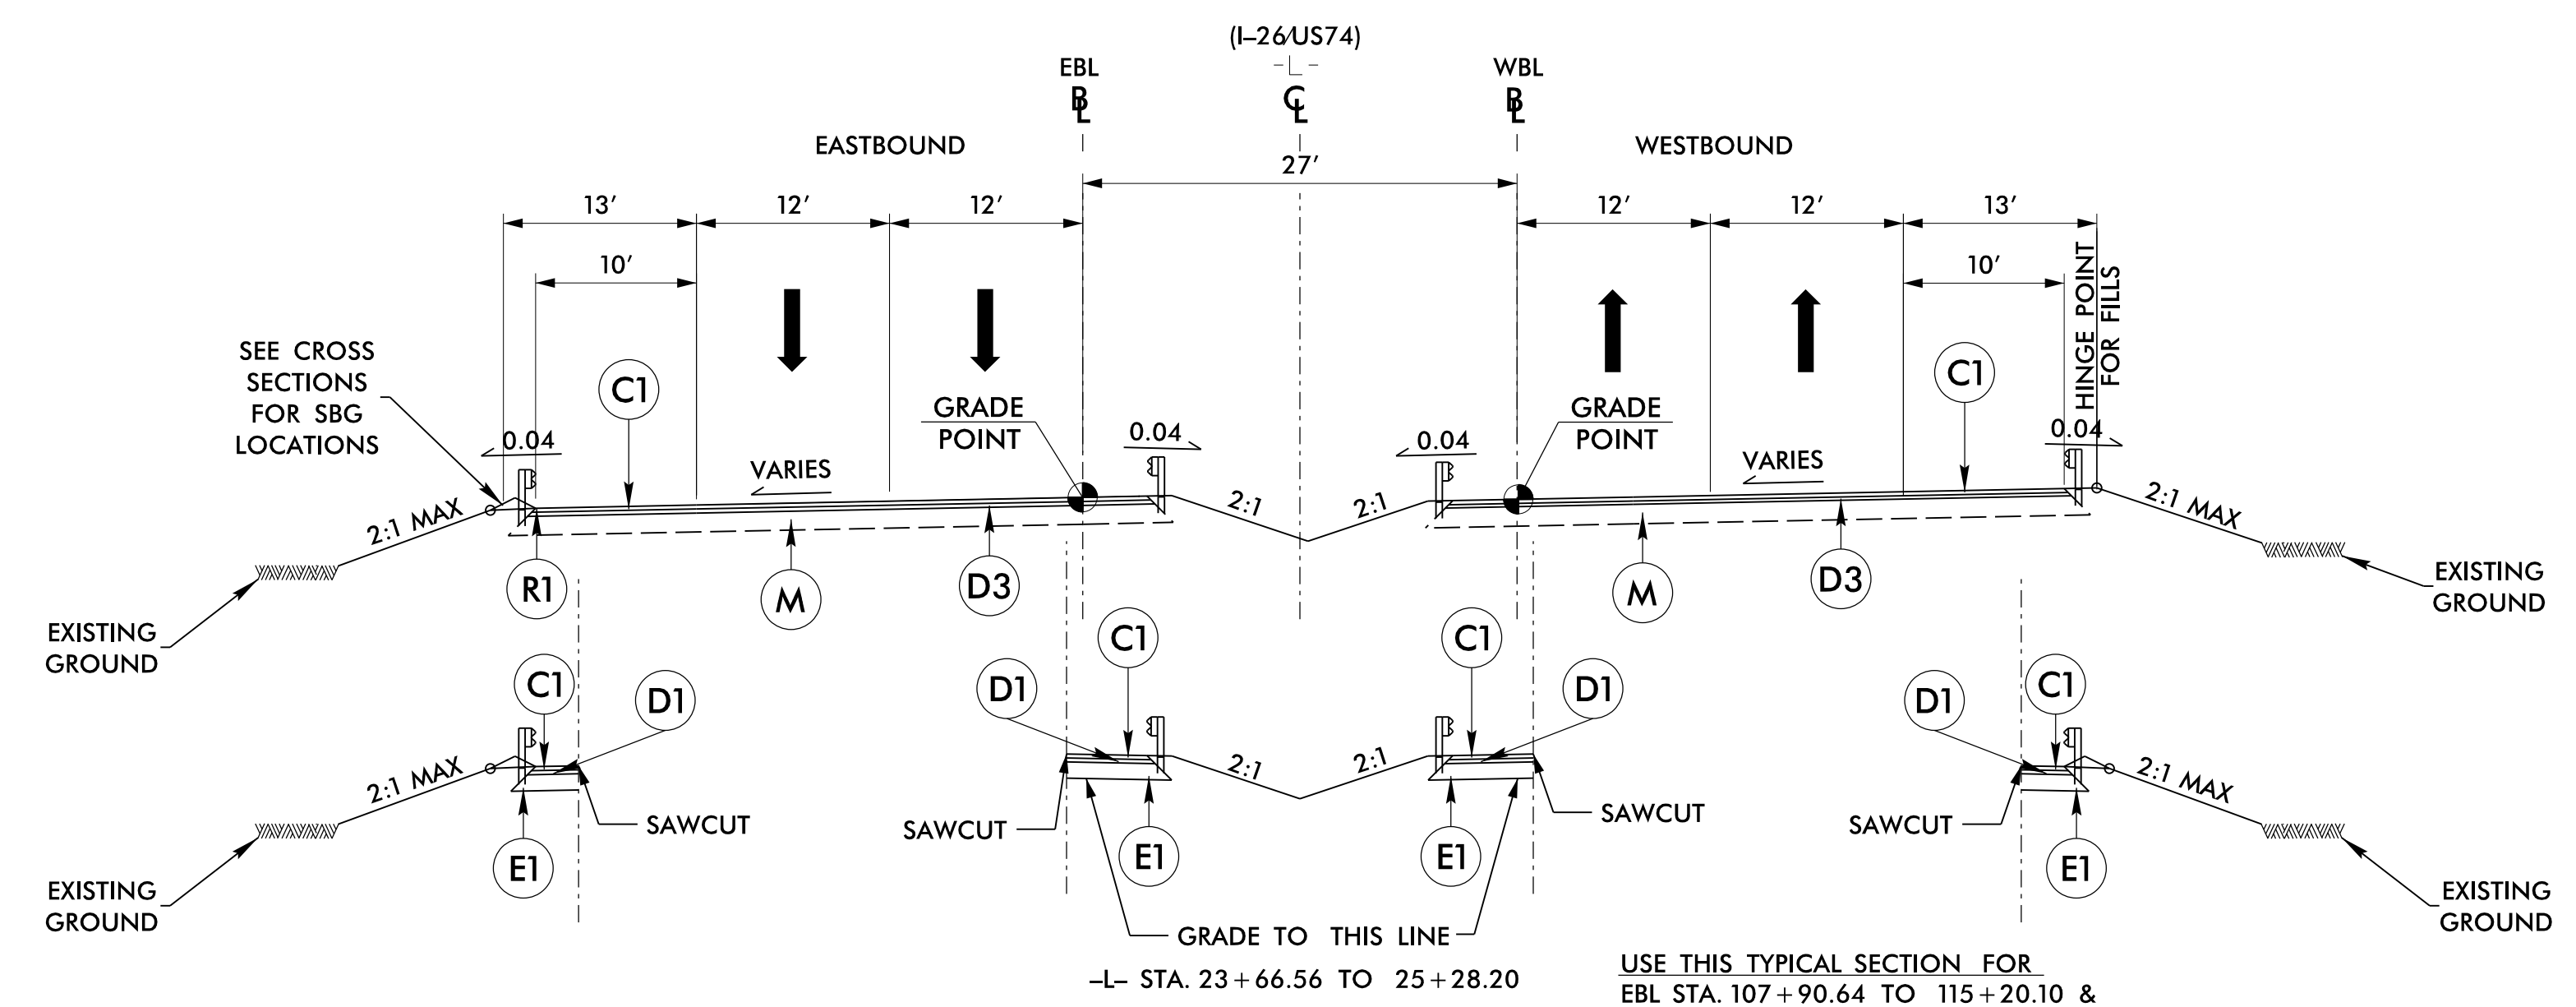 (I-26/US74)
-L-
EBL
WBL
BL
CL
BL
EASTBOUND
WESTBOUND
27'
13'
12'
12'
12'
12'
13'
10'
10'
HINGE POINT
FOR FILLS
SEE CROSS
SECTIONS
FOR SBG
LOCATIONS
C1
C1
GRADE
POINT
GRADE
POINT
0.04
0.04
0.04
0.04
VARIES
VARIES
2:1 MAX
2:1
2:1
2:1 MAX
R1
M
D3
M
D3
EXISTING
GROUND
EXISTING
GROUND
C1
D1
D1
C1
C1
D1
D1
C1
2:1 MAX
2:1
2:1
2:1 MAX
SAWCUT
SAWCUT
SAWCUT
SAWCUT
E1
E1
E1
E1
EXISTING
GROUND
EXISTING
GROUND
GRADE TO THIS LINE
-L- STA. 23+66.56 TO 25+28.20
USE THIS TYPICAL SECTION FOR
EBL STA. 107+90.64 TO 115+20.10 &